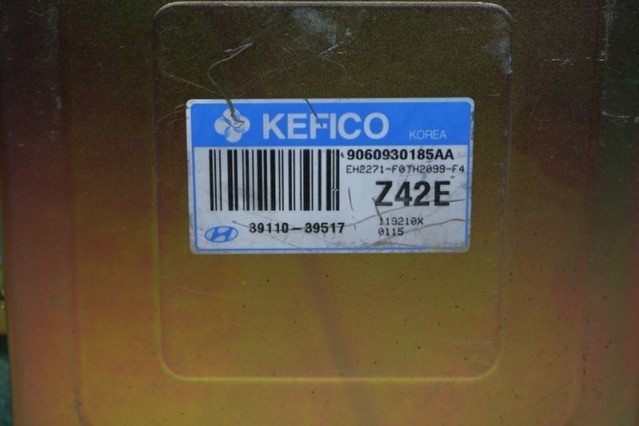 KEFICO KOREA
9060930185AA
EH2271-F0TH2099-F4
Z42E
39110-39517
119210X
0115